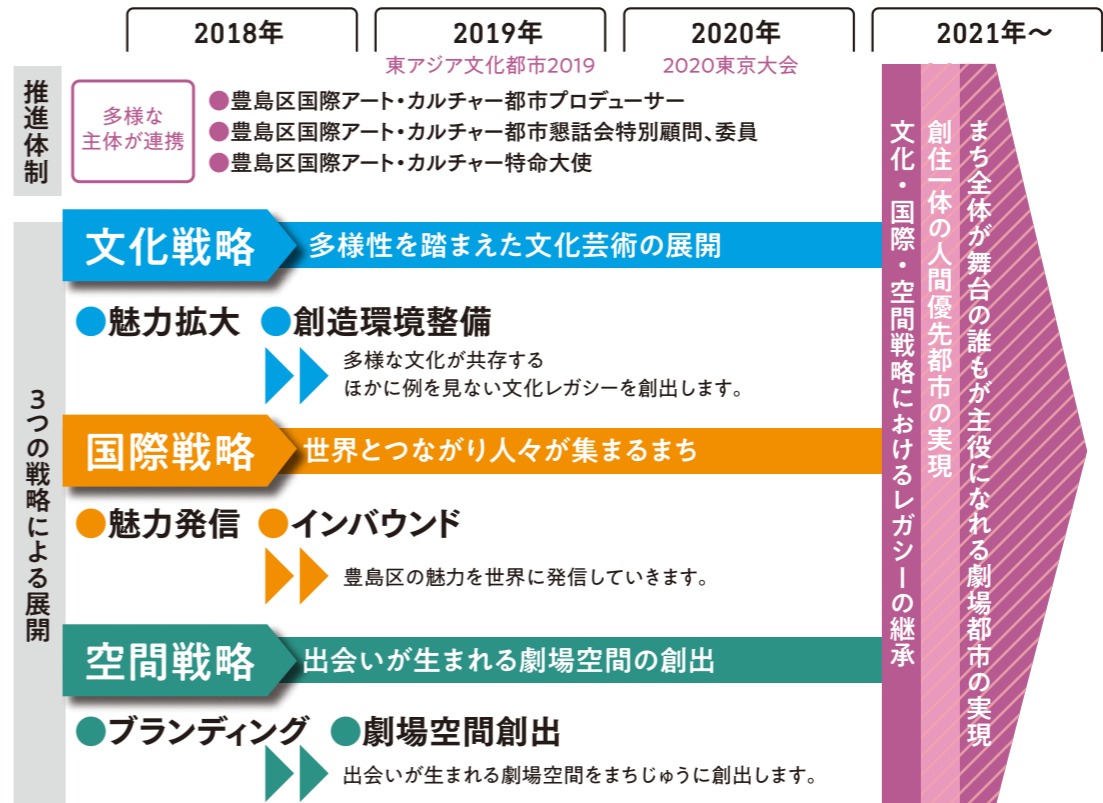 2018年
2019年
2020年
2021年～
東アジア文化都市2019
2020東京大会
推進体制
多様な
主体が連携
●豊島区国際アート・カルチャー都市プロデューサー
●豊島区国際アート・カルチャー都市懇話会特別顧問、委員
●豊島区国際アート・カルチャー特命大使
3つの戦略による展開
文化戦略
多様性を踏まえた文化芸術の展開
●魅力拡大 ●創造環境整備
多様な文化が共存する
ほかに例を見ない文化レガシーを創出します。
国際戦略
世界とつながり人々が集まるまち
●魅力発信 ●インバウンド
豊島区の魅力を世界に発信していきます。
空間戦略
出会いが生まれる劇場空間の創出
●ブランディング ●劇場空間創出
出会いが生まれる劇場空間をまちじゅうに創出します。
まち全体が舞台の誰もが主役になれる劇場都市の実現
創住一体の人間優先都市の実現
文化・国際・空間戦略におけるレガシーの継承